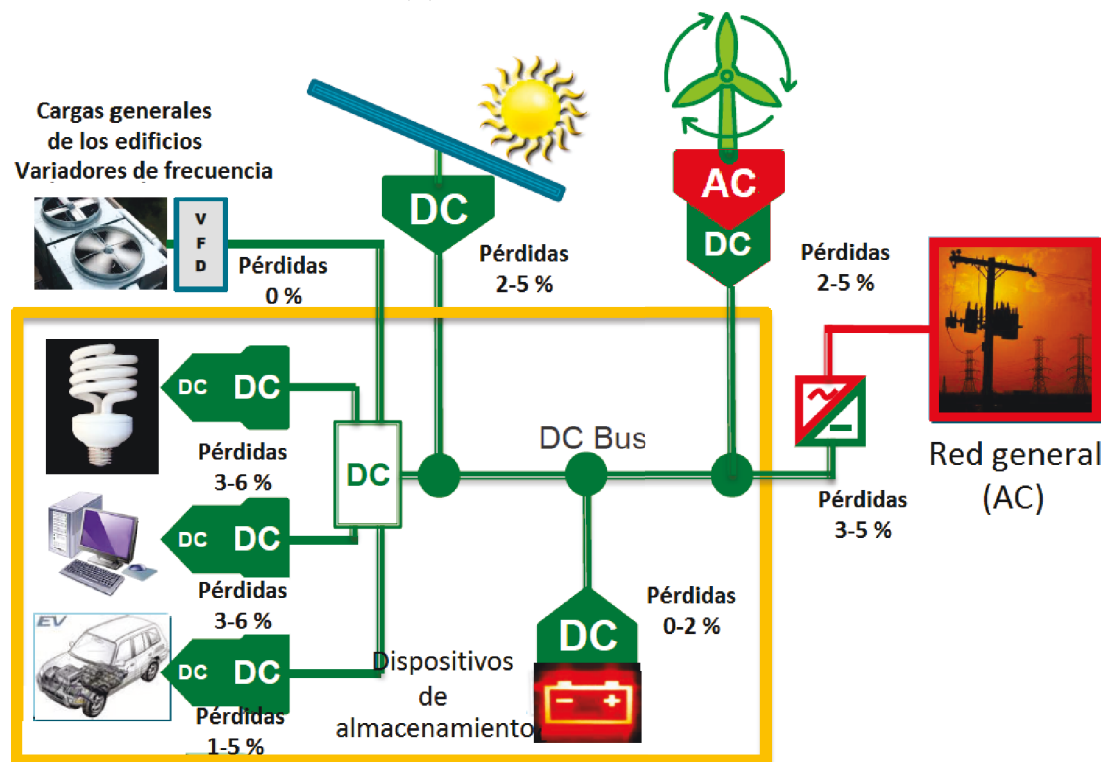 Cargas generales
de los edificios
Variadores de frecuencia
V
F
D
Pérdidas
0 %
DC
Pérdidas
2-5 %
AC
DC
Pérdidas
2-5 %
DC
DC
Pérdidas
3-6 %
DC
DC
Pérdidas
3-6 %
EV
DC
DC
Pérdidas
1-5 %
DC
DC Bus
Pérdidas
3-5 %
Red general
(AC)
Pérdidas
0-2 %
DC
Dispositivos
de
almacenamiento